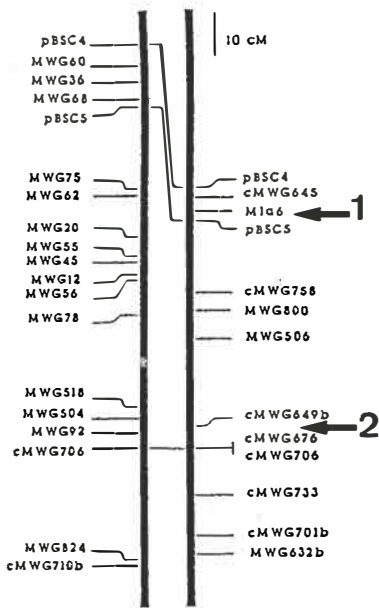 10 cM
pBSC4
MWG60
MWG36
MWG68
pBSC5
MWG75
MWG62
MWG20
MWG55
MWG45
MWG12
MWG56
MWG78
MWG518
MWG504
MWG92
cMWG706
MWG824
cMWG710b
pBSC4
cMWG645
Mla6
pBSC5
1
cMWG758
MWG800
MWG506
cMWG649b
2
cMWG676
cMWG706
cMWG733
cMWG701b
MWG632b